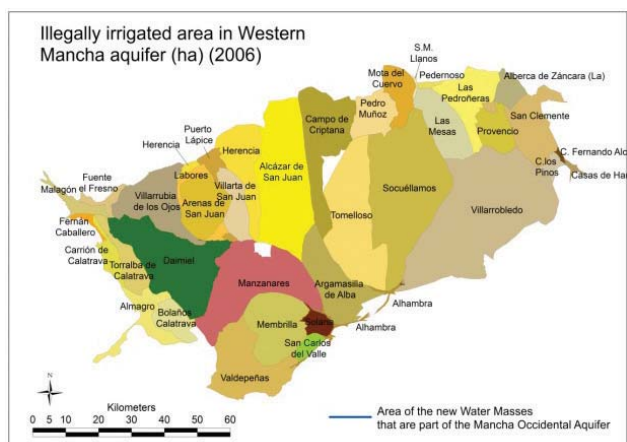 Illegally irrigated area in Western
Mancha aquifer (ha) (2006)
S.M.
Llanos
Mota del
Cuervo
Pedernoso
Alberca de Záncara (La)
Las
Pedroñeras
Pedro
Muñoz
Campo de
Criptana
San Clemente
Las
Mesas
Provencio
Puerto
Lápice
Herencia
Herencia
C. Fernando Alo
C.los
Pinos
Casas de Har
Alcázar de
San Juan
Labores
Fuente
el Fresno
Malagón
Villarrubia
de los Ojos
Arenas de
San Juan
Villarta de
San Juan
Tomelloso
Socuéllamos
Villarrobledo
Fernán
Caballero
Carrión de
Calatrava
Daimiel
Torralba de
Calatrava
Manzanares
Argamasilla
de Alba
Alhambra
Almagro
Bolaños
Calatrava
Membrilla
Solana
Alhambra
San Carlos
del Valle
Valdepeñas
N
Kilometers
0 5 10 20 30 40 50 60
Area of the new Water Masses
that are part of the Mancha Occidental Aquifer